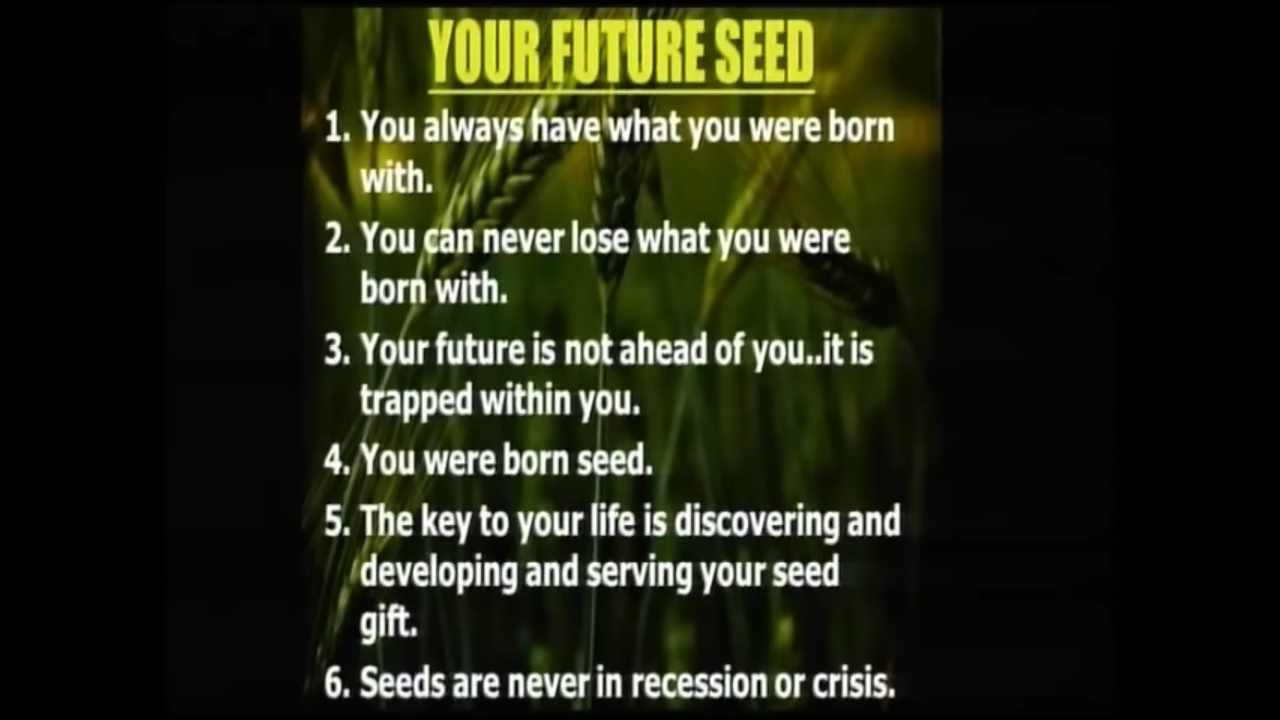 YOUR FUTURE SEED
1. You always have what you were born
with.
2. You can never lose what you were
born with.
3. Your future is not ahead of you..it is
trapped within you.
4. You were born seed.
5. The key to your life is discovering and
developing and serving your seed
gift.
6. Seeds are never in recession or crisis.